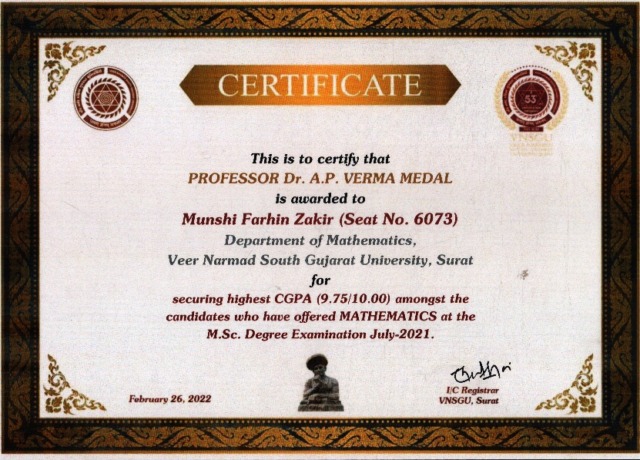 CERTIFICATE
53
VNSGU
This is to certify that
PROFESSOR Dr. A.P. VERMA MEDAL
is awarded to
Munshi Farhin Zakir (Seat No. 6073)
Department of Mathematics,
Veer Narmad South Gujarat University, Surat
for
securing highest CGPA (9.75/10.00) amongst the
candidates who have offered MATHEMATICS at the
M.Sc. Degree Examination July-2021.
February 26, 2022
I/C Registrar
VNSGU, Surat